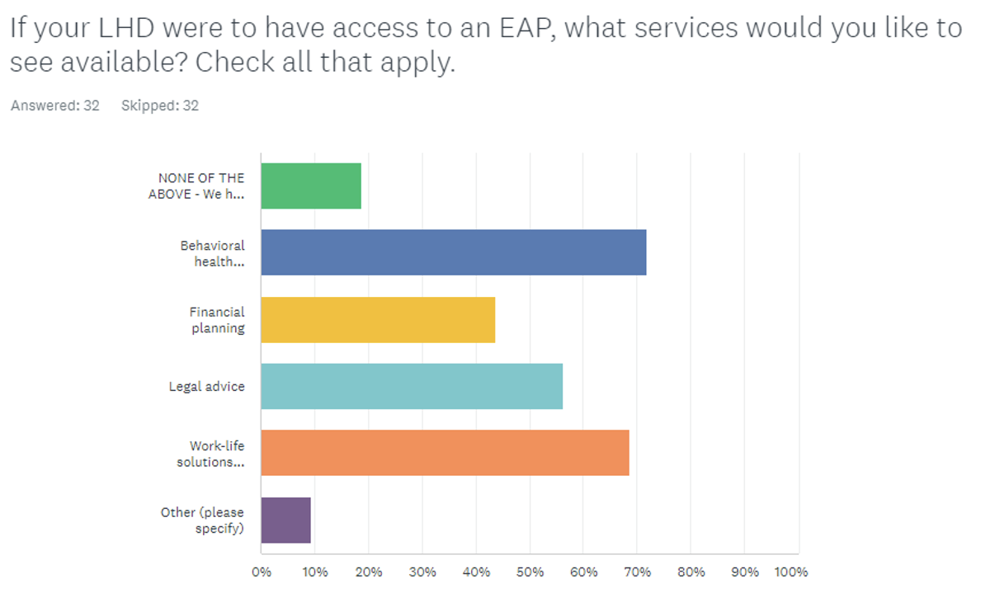 If your LHD were to have access to an EAP, what services would you like to
see available? Check all that apply.
Answered: 32 Skipped: 32
NONE OF THE
ABOVE - We h...
Behavioral
health...
Financial
planning
Legal advice
Work-life
solutions...
Other (please
specify)
0% 10% 20% 30% 40% 50% 60% 70% 80% 90% 100%